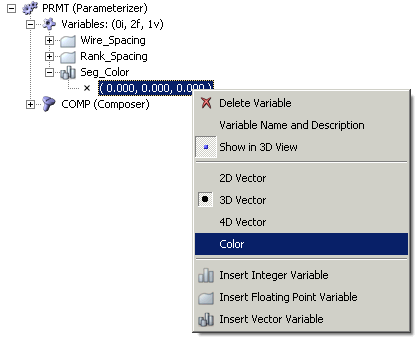 PRMT (Parameterizer)
Variables: (0i, 2f, 1v)
Wire_Spacing
Rank_Spacing
Seg_Color
( 0.000, 0.000, 0.000 )
COMP (Composer)
Delete Variable
Variable Name and Description
Show in 3D View
2D Vector
3D Vector
4D Vector
Color
Insert Integer Variable
Insert Floating Point Variable
Insert Vector Variable